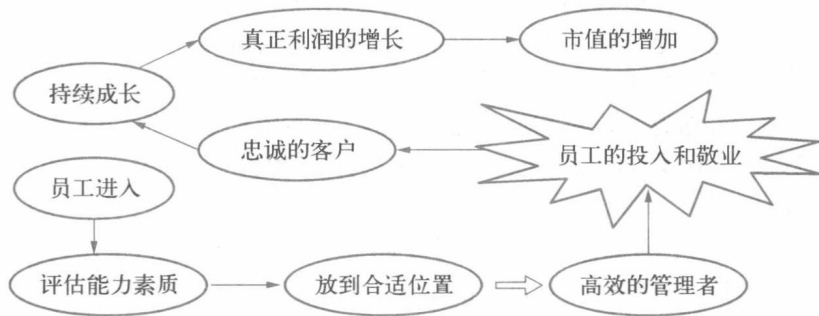 真正利润的增长
市值的增加
持续成长
忠诚的客户
员工的投入和敬业
员工进入
评估能力素质
放到合适位置
高效的管理者